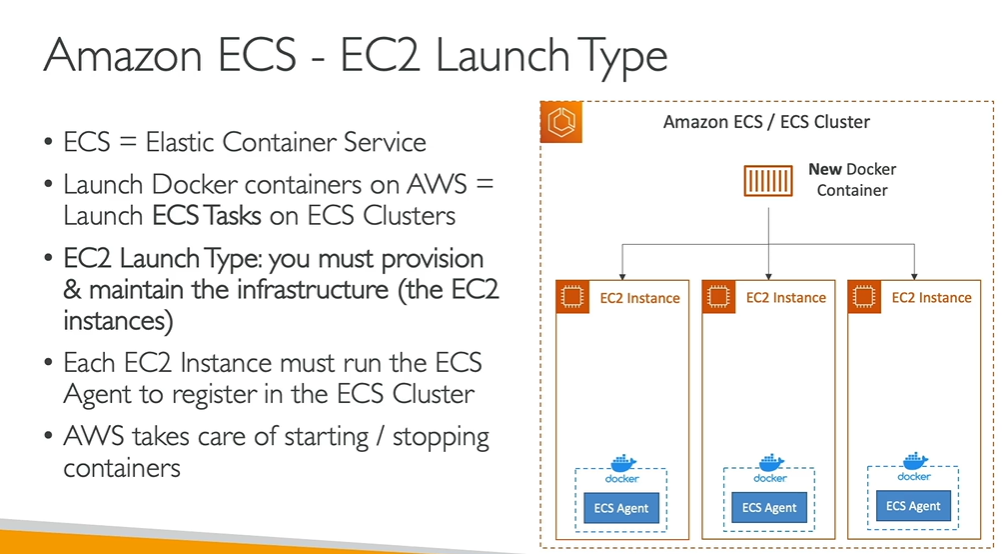 Amazon ECS - EC2 Launch Type
• ECS = Elastic Container Service
• Launch Docker containers on AWS =
Launch ECS Tasks on ECS Clusters
• EC2 Launch Type: you must provision
& maintain the infrastructure (the EC2
instances)
• Each EC2 Instance must run the ECS
Agent to register in the ECS Cluster
• AWS takes care of starting / stopping
containers
Amazon ECS / ECS Cluster
New Docker
Container
EC2 Instance
EC2 Instance
EC2 Instance
docker
docker
docker
ECS Agent
ECS Agent
ECS Agent